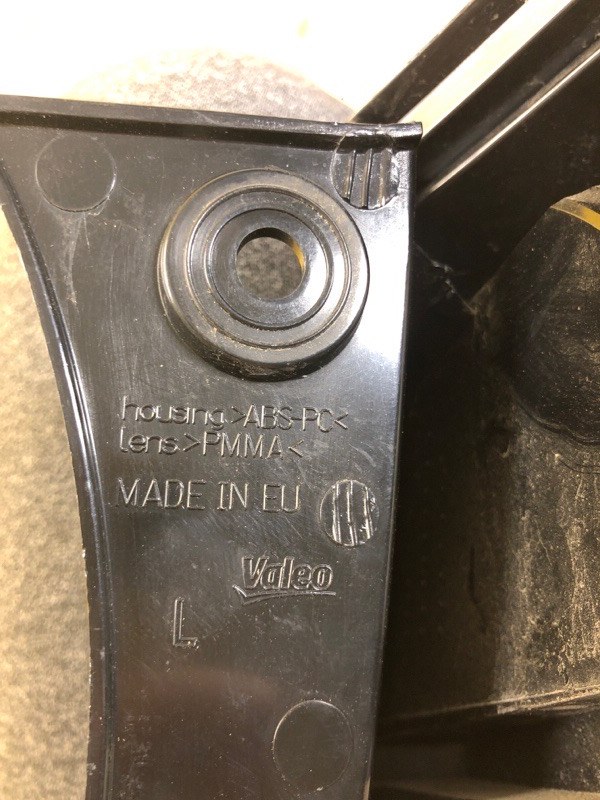 housing >ABS-PC<
lens >PMMA<
MADE IN EU
Valeo
L